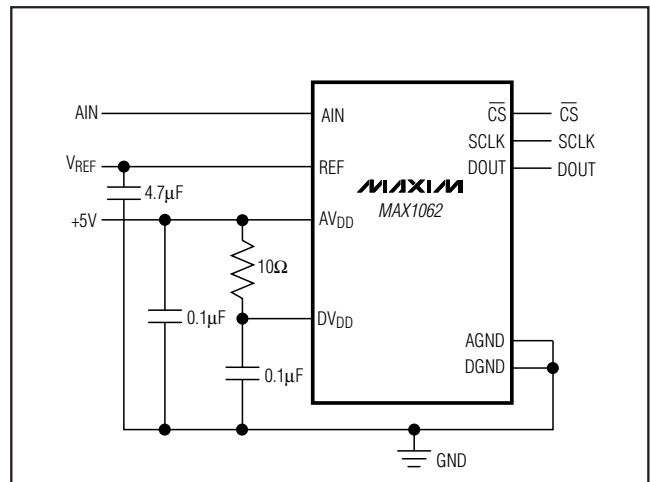 AIN
AIN
CS
CS
SCLK
SCLK
VREF
REF
DOUT
DOUT
4.7μF
MAXIM
MAX1062
+5V
AVDD
10Ω
0.1μF
DVDD
AGND
0.1μF
DGND
GND